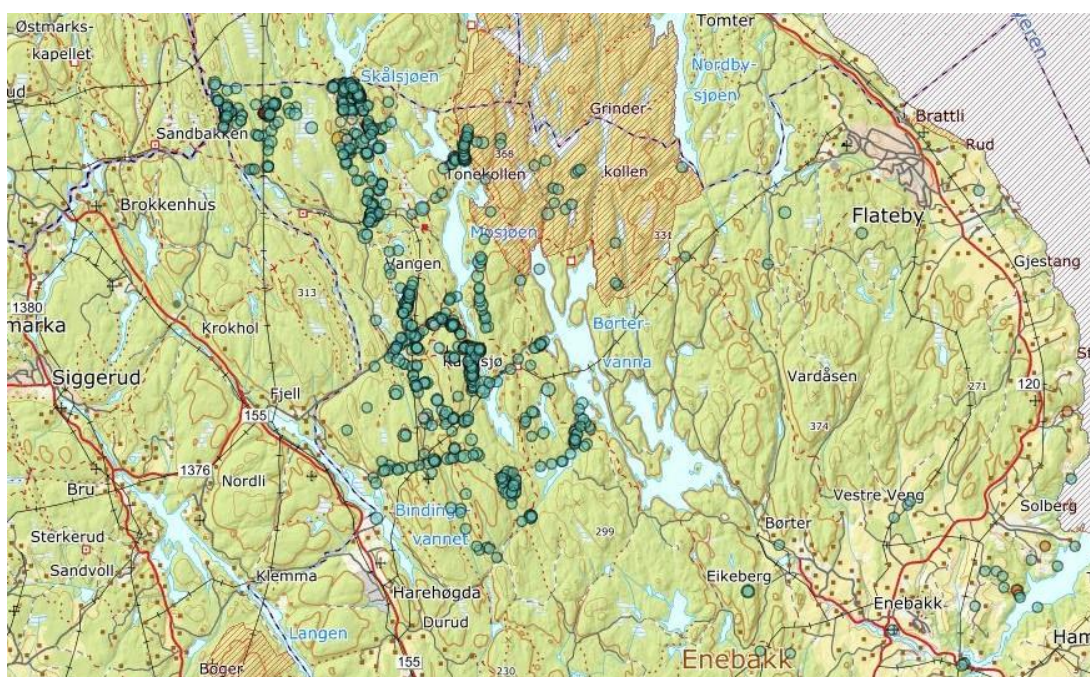 Østmarks-
kapellet
Tomter
Skålsjøen
Nordby-
sjøen
Grinder-
kollen
Brattli
Sandbakken
Rud
368
Tonekollen
Brokkenhus
Flateby
Mosjøen
331
Gjestang
Vangen
313
1380
Krokhol
Børter-
vanna
Siggerud
Vardåsen
271
120
Fjell
155
374
1376
Nordli
Bru
Vestre Veng
Solberg
Bindings-
vannet
299
Børter
Sterkerud
Sandvoll
Klemma
Eikeberg
Harehøgda
Enebakk
Durud
Langen
Ham
Enebakk
155
230
Bøger